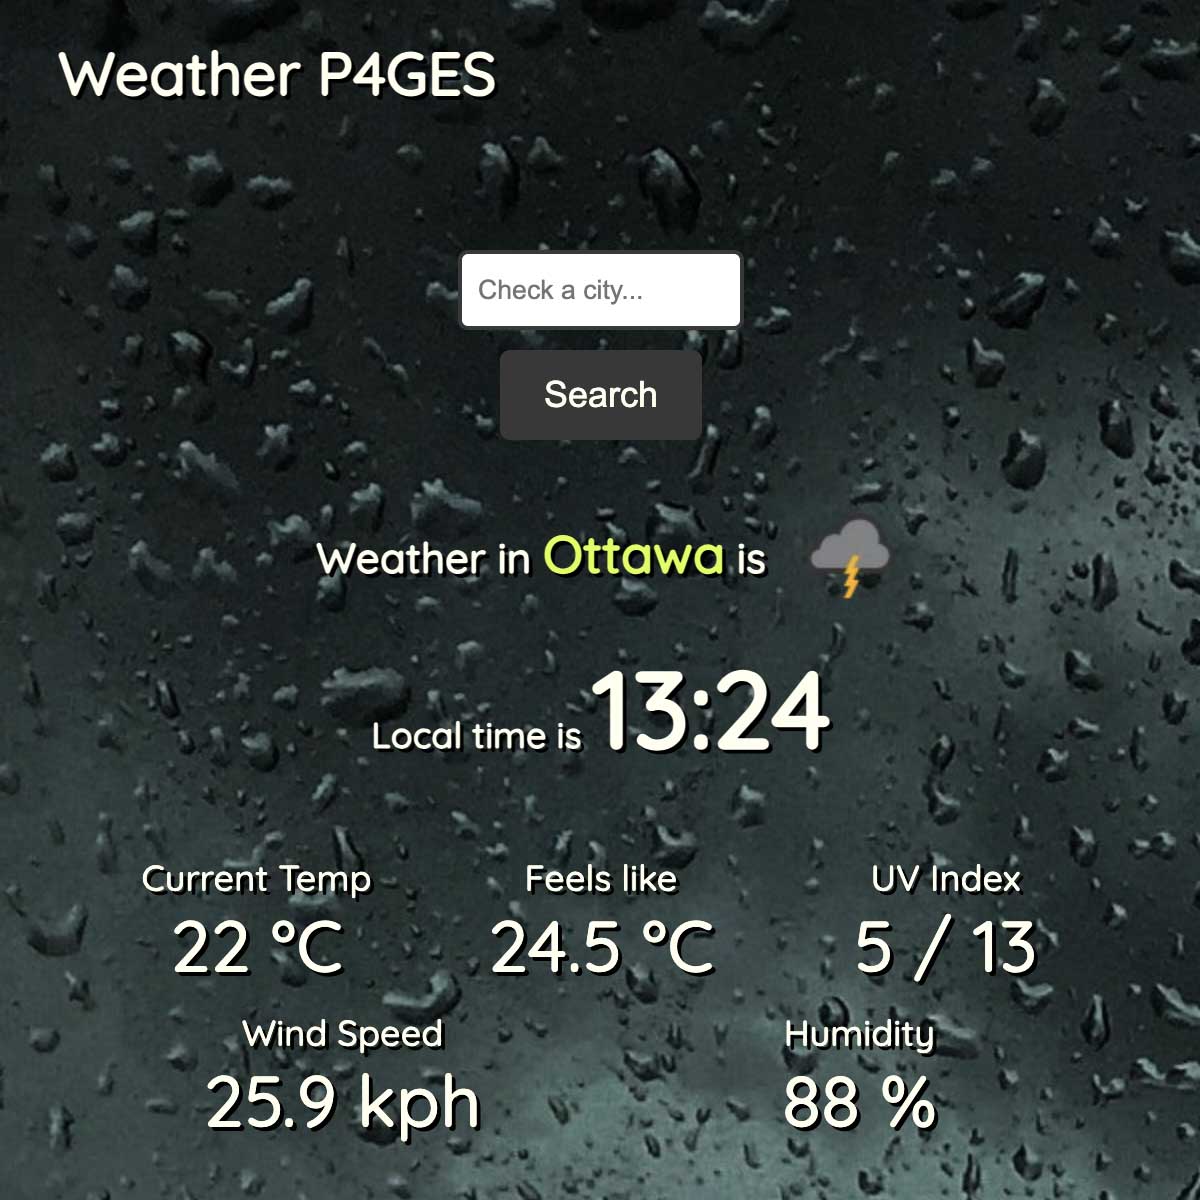 Weather P4GES
Check a city...
Search
Weather in Ottawa is
Local time is 13:24
Current Temp
22 °C
Feels like
24.5 °C
UV Index
5 / 13
Wind Speed
25.9 kph
Humidity
88 %